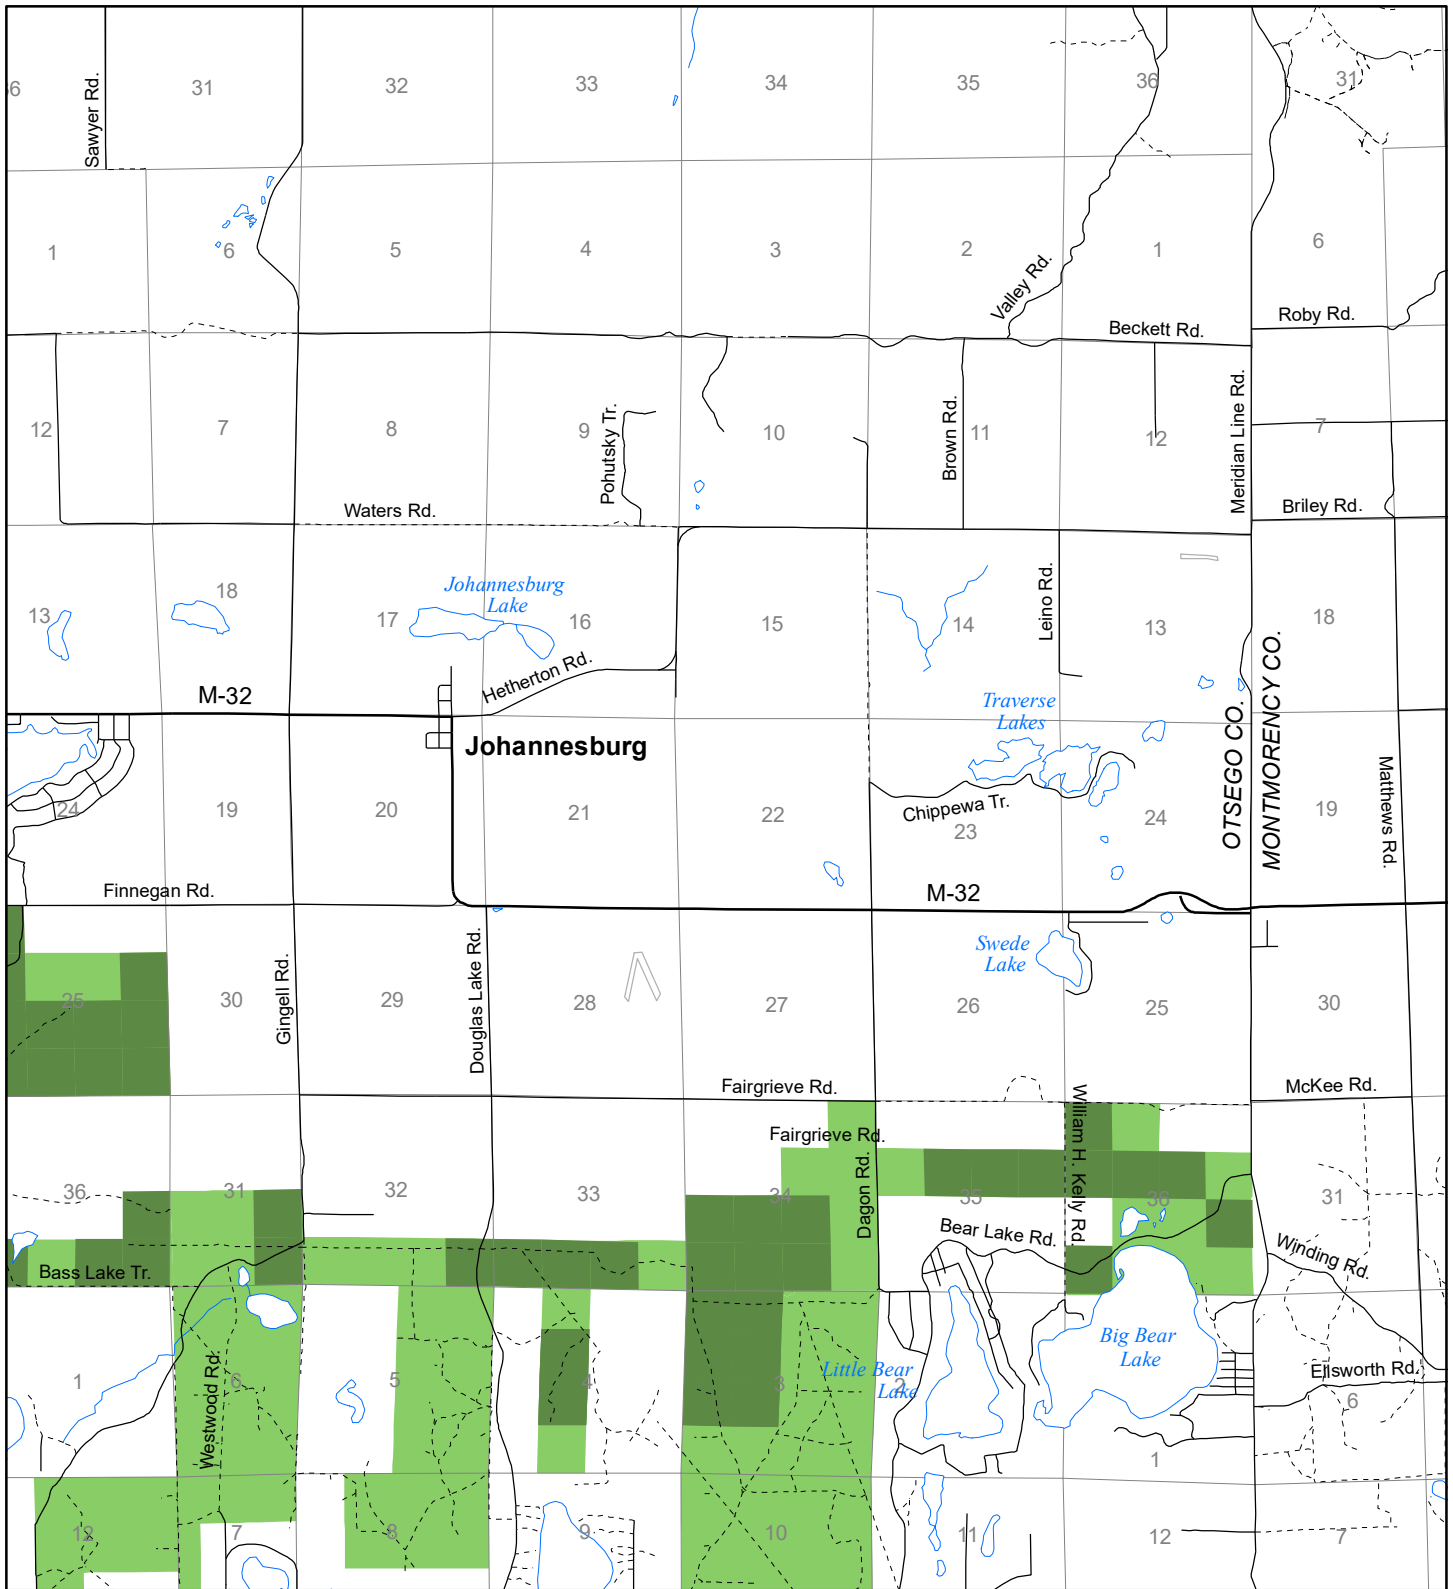 36
31
32
33
34
35
36
31
Sawyer Rd.
1
6
5
4
3
2
1
6
Valley Rd.
Beckett Rd.
Roby Rd.
12
7
8
9
10
11
12
7
Pohutsky Tr.
Brown Rd.
Meridian Line Rd.
Waters Rd.
Briley Rd.
13
18
17
Johannesburg
Lake
16
15
14
13
18
Leino Rd.
Hetherton Rd.
M-32
Traverse
Lakes
Johannesburg
OTSEGO CO.
MONTMORENCY CO.
Matthews Rd.
24
19
20
21
22
Chippewa Tr.
23
24
19
Finnegan Rd.
M-32
Swede
Lake
25
30
29
28
27
26
25
30
Gingell Rd.
Douglas Lake Rd.
Fairgrieve Rd.
McKee Rd.
Fairgrieve Rd.
William H. Kelly Rd.
Dagon Rd.
36
31
32
33
34
35
36
31
Bear Lake Rd.
Winding Rd.
Bass Lake Tr.
Big Bear
Lake
Little Bear
Lake
Ellsworth Rd.
1
6
5
4
3
2
1
6
Westwood Rd.
12
7
8
9
10
11
12
7